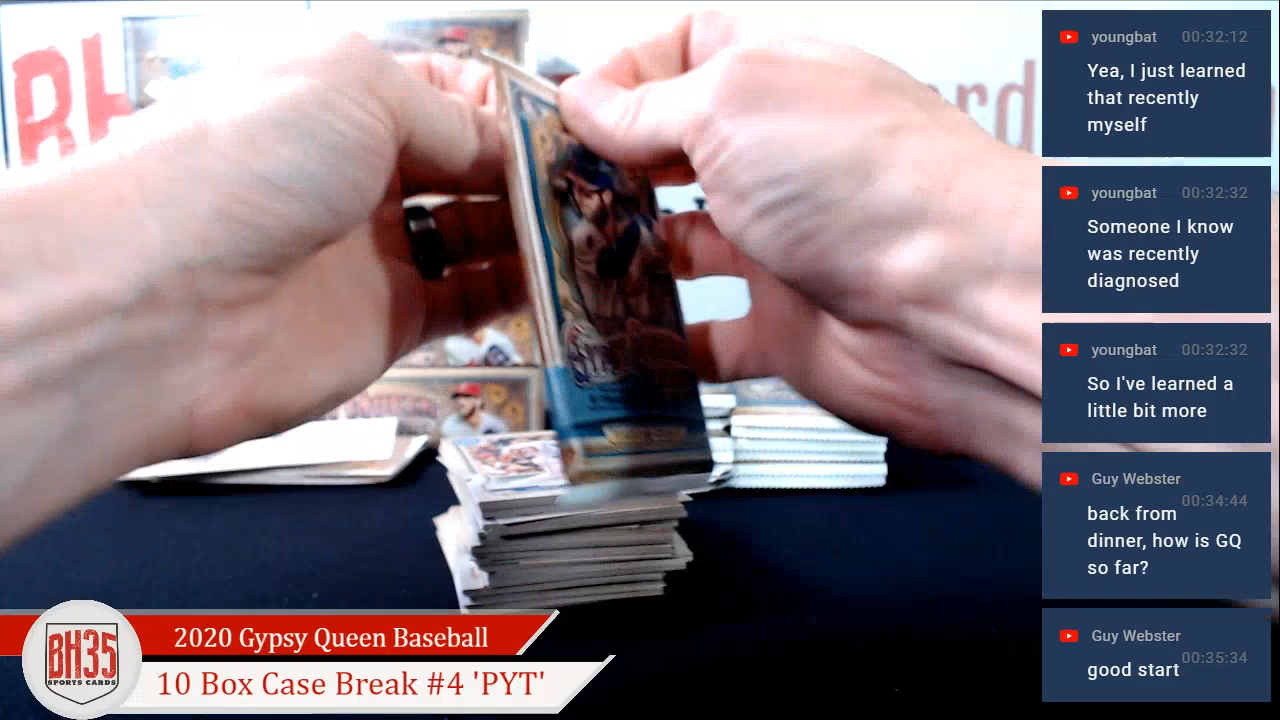 BH
ord
youngbat 00:32:12
Yea, I just learned
that recently
myself
youngbat 00:32:32
Someone I know
was recently
diagnosed
youngbat 00:32:32
So I've learned a
little bit more
Guy Webster
00:34:44
back from
dinner, how is GQ
so far?
Guy Webster
00:35:34
good start
BH35
SPORTS CARDS
2020 Gypsy Queen Baseball
10 Box Case Break #4 'PYT'